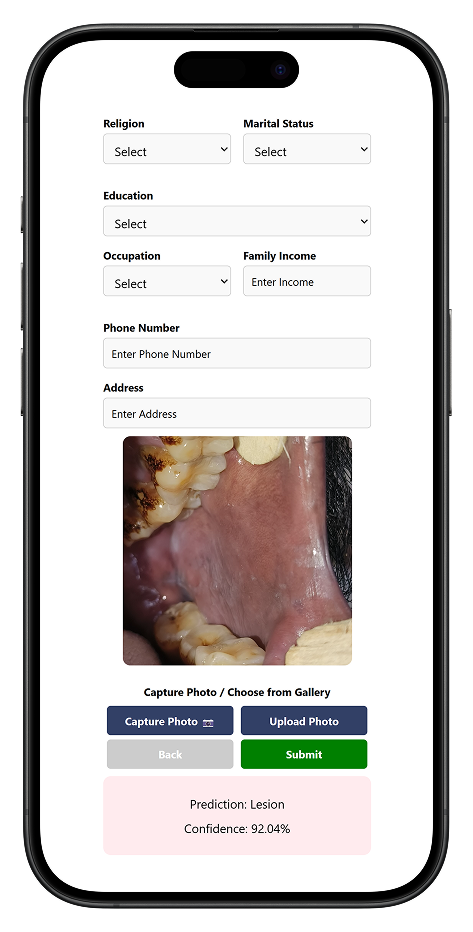 Religion Marital Status
Select Select
Education
Select
Occupation Family Income
Select Enter Income
Phone Number
Enter Phone Number
Address
Enter Address
Capture Photo / Choose from Gallery
Capture Photo 📷 Upload Photo
Back Submit
Prediction: Lesion
Confidence: 92.04%